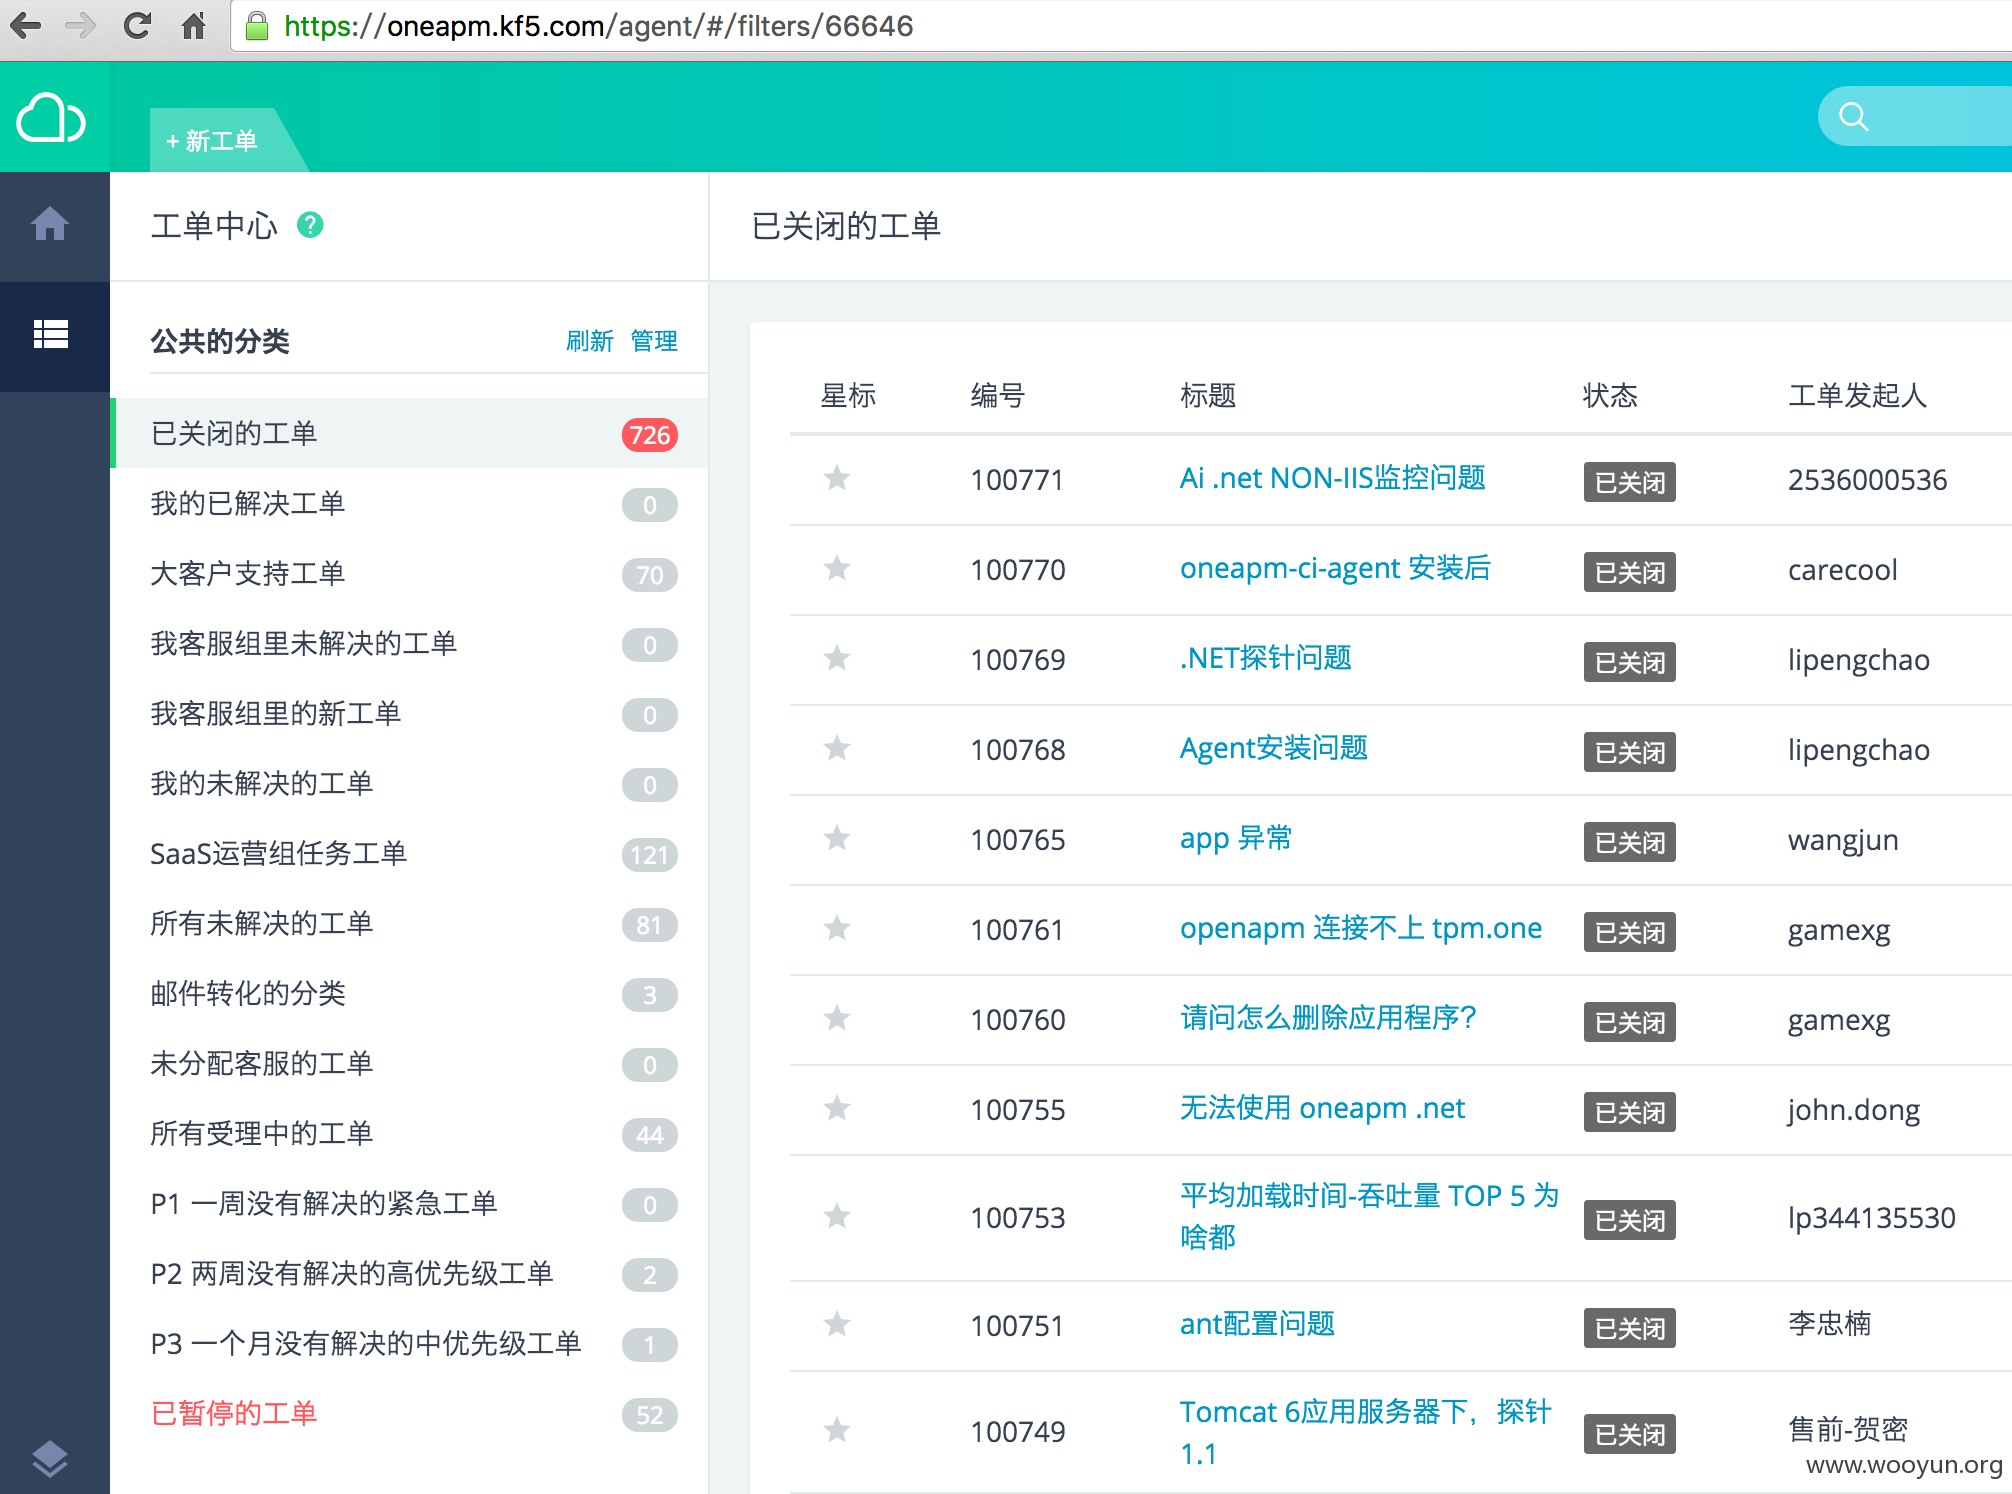 https://oneapm.kf5.com/agent/#/filters/66646
+ 新工单
工单中心 ?
已关闭的工单
公共的分类 刷新 管理
已关闭的工单 726
我的已解决工单 0
大客户支持工单 70
我客服组里未解决的工单 0
我客服组里的新工单 0
我的未解决的工单 0
SaaS运营组任务工单 121
所有未解决的工单 81
邮件转化的分类 3
未分配客服的工单 0
所有受理中的工单 44
P1 一周没有解决的紧急工单 0
P2 两周没有解决的高优先级工单 2
P3 一个月没有解决的中优先级工单 1
已暂停的工单 52
星标 编号 标题 状态 工单发起人
100771 Ai .net NON-IIS监控问题 已关闭 2536000536
100770 oneapm-ci-agent 安装后 已关闭 carecool
100769 .NET探针问题 已关闭 lipengchao
100768 Agent安装问题 已关闭 lipengchao
100765 app 异常 已关闭 wangjun
100761 openapm 连接不上 tpm.one 已关闭 gamexg
100760 请问怎么删除应用程序？ 已关闭 gamexg
100755 无法使用 oneapm .net 已关闭 john.dong
100753 平均加载时间-吞吐量 TOP 5 为 已关闭 lp344135530
啥都
100751 ant配置问题 已关闭 李忠楠
100749 Tomcat 6应用服务器下，探针 已关闭 售前-贺密
1.1
www.wooyun.org